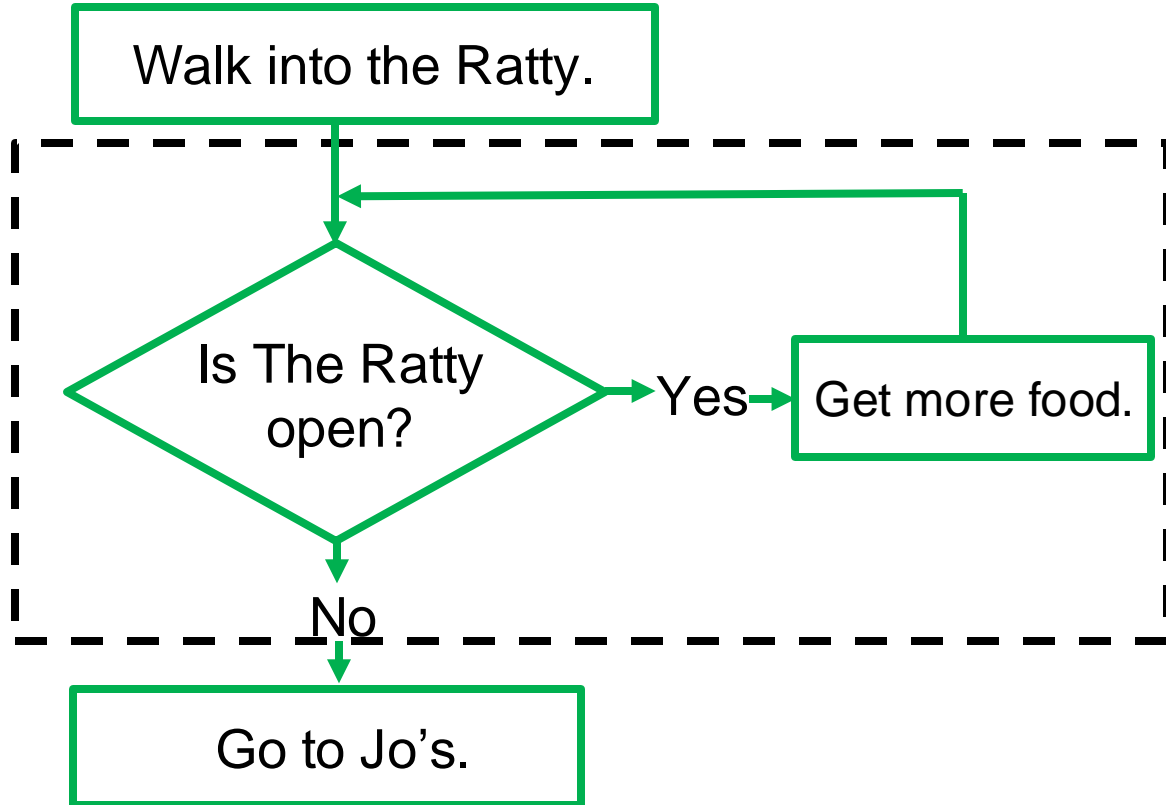 Walk into the Ratty.
Is The Ratty
open?
Yes
Get more food.
No
Go to Jo’s.